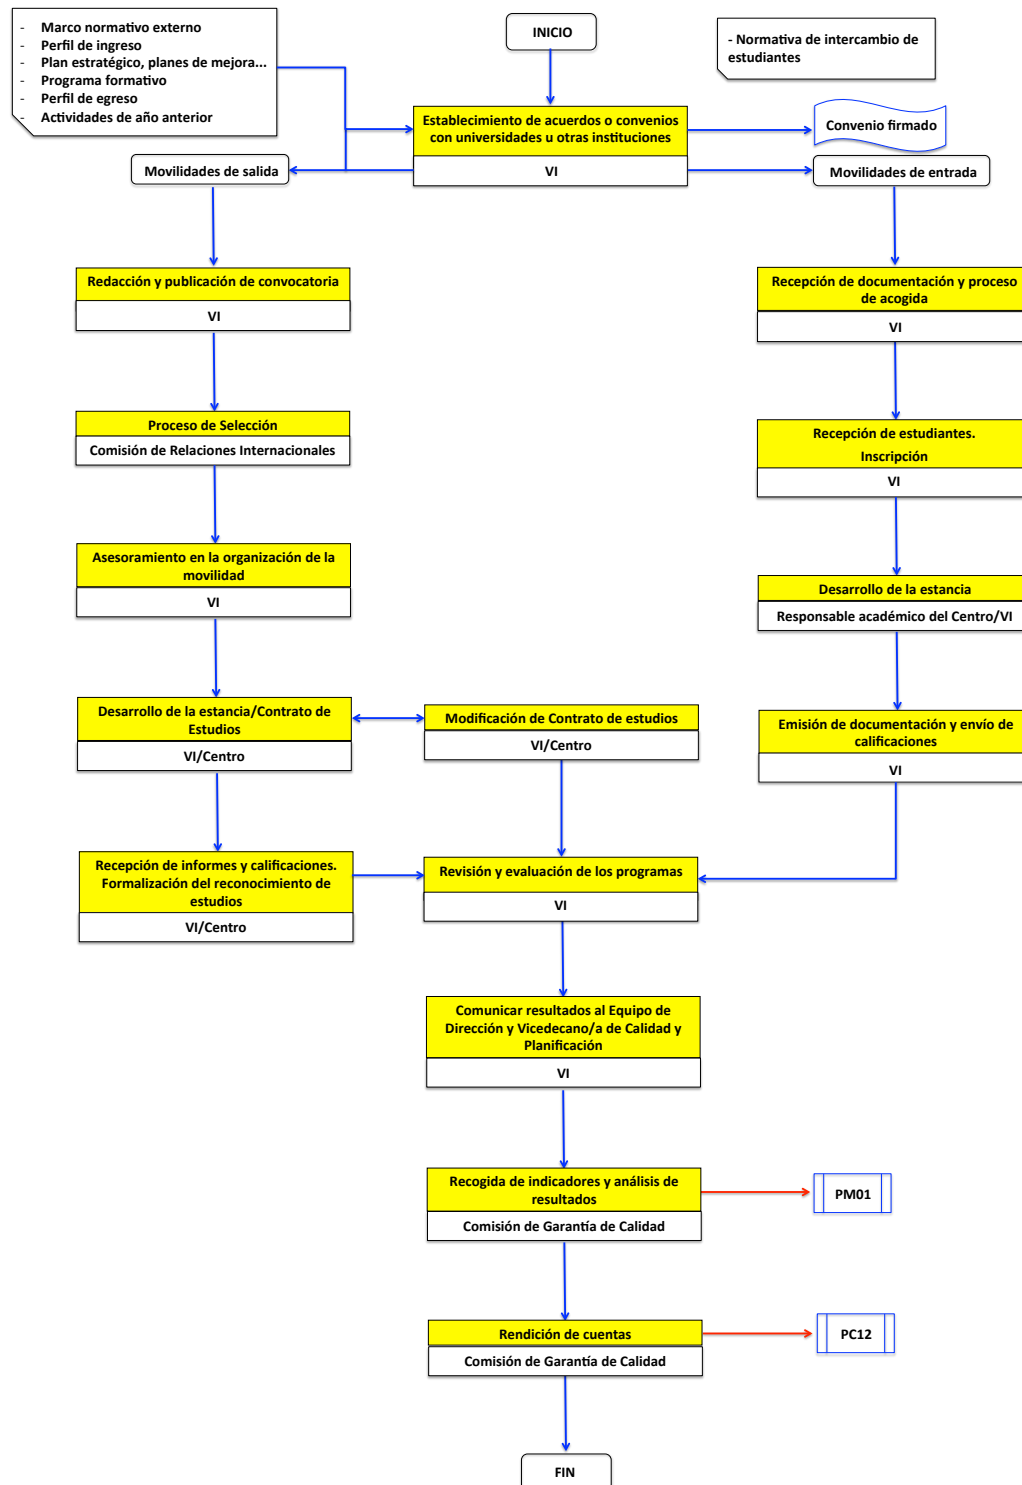 - Marco normativo externo
- Perfil de ingreso
- Plan estratégico, planes de mejora...
- Programa formativo
- Perfil de egreso
- Actividades de año anterior
INICIO
- Normativa de intercambio de
estudiantes
Establecimiento de acuerdos o convenios
con universidades u otras instituciones
VI
Convenio firmado
Movilidades de salida
Movilidades de entrada
Redacción y publicación de convocatoria
VI
Recepción de documentación y proceso
de acogida
VI
Proceso de Selección
Comisión de Relaciones Internacionales
Recepción de estudiantes.
Inscripción
VI
Asesoramiento en la organización de la
movilidad
VI
Desarrollo de la estancia
Responsable académico del Centro/VI
Desarrollo de la estancia/Contrato de
Estudios
VI/Centro
Modificación de Contrato de estudios
VI/Centro
Emisión de documentación y envío de
calificaciones
VI
Recepción de informes y calificaciones.
Formalización del reconocimiento de
estudios
VI/Centro
Revisión y evaluación de los programas
VI
Comunicar resultados al Equipo de
Dirección y Vicedecano/a de Calidad y
Planificación
VI
Recogida de indicadores y análisis de
resultados
Comisión de Garantía de Calidad
PM01
Rendición de cuentas
Comisión de Garantía de Calidad
PC12
FIN